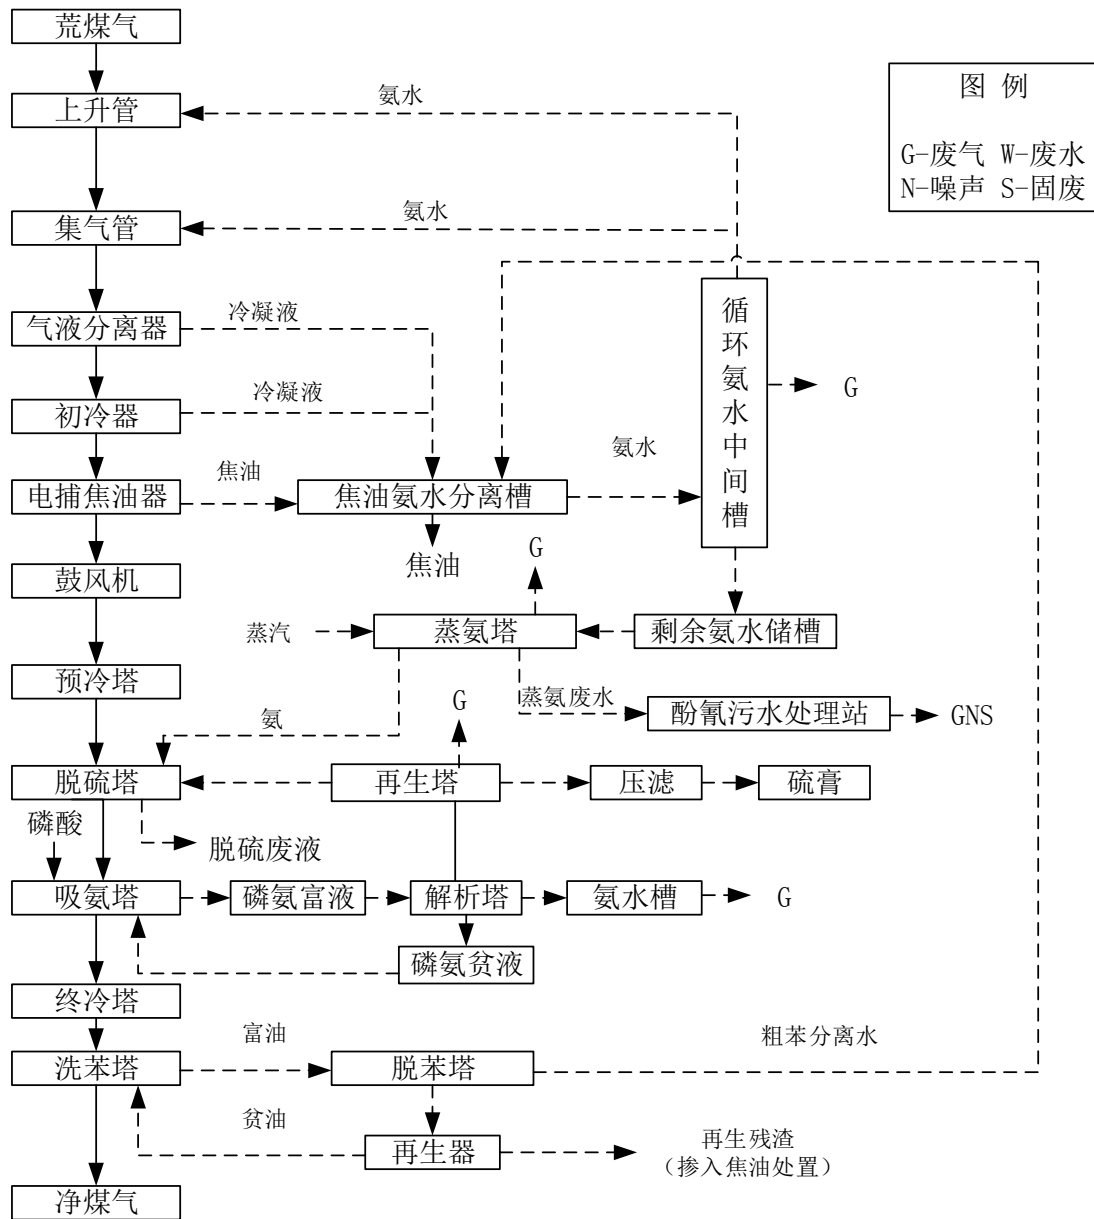 荒煤气
图 例
氨水
上升管
G-废气 W-废水
N-噪声 S-固废
氨水
集气管
冷凝液
气液分离器
循环氨水中间槽
G
冷凝液
初冷器
氨水
焦油
电捕焦油器
焦油氨水分离槽
G
焦油
鼓风机
蒸汽
蒸氨塔
剩余氨水储槽
预冷塔
蒸氨废水
G
氨
酚氰污水处理站
GNS
脱硫塔
再生塔
压滤
硫膏
磷酸
脱硫废液
吸氨塔
磷氨富液
解析塔
氨水槽
G
磷氨贫液
终冷塔
富油
粗苯分离水
洗苯塔
脱苯塔
贫油
再生器
再生残渣
（掺入焦油处置）
净煤气